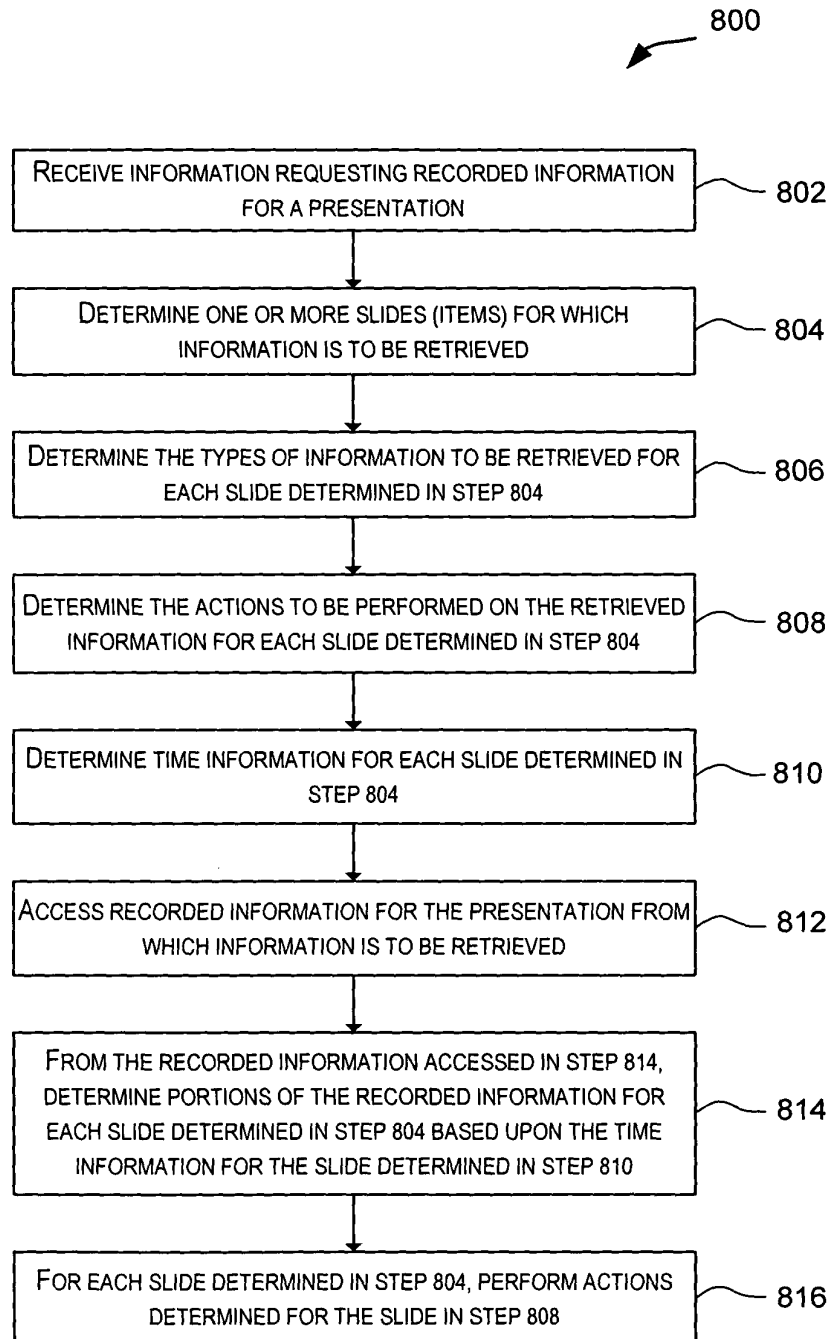 800
RECEIVE INFORMATION REQUESTING RECORDED INFORMATION
FOR A PRESENTATION
802
DETERMINE ONE OR MORE SLIDES (ITEMS) FOR WHICH
INFORMATION IS TO BE RETRIEVED
804
DETERMINE THE TYPES OF INFORMATION TO BE RETRIEVED FOR
EACH SLIDE DETERMINED IN STEP 804
806
DETERMINE THE ACTIONS TO BE PERFORMED ON THE RETRIEVED
INFORMATION FOR EACH SLIDE DETERMINED IN STEP 804
808
DETERMINE TIME INFORMATION FOR EACH SLIDE DETERMINED IN
STEP 804
810
ACCESS RECORDED INFORMATION FOR THE PRESENTATION FROM
WHICH INFORMATION IS TO BE RETRIEVED
812
FROM THE RECORDED INFORMATION ACCESSED IN STEP 814,
DETERMINE PORTIONS OF THE RECORDED INFORMATION FOR
EACH SLIDE DETERMINED IN STEP 804 BASED UPON THE TIME
INFORMATION FOR THE SLIDE DETERMINED IN STEP 810
814
FOR EACH SLIDE DETERMINED IN STEP 804, PERFORM ACTIONS
DETERMINED FOR THE SLIDE IN STEP 808
816